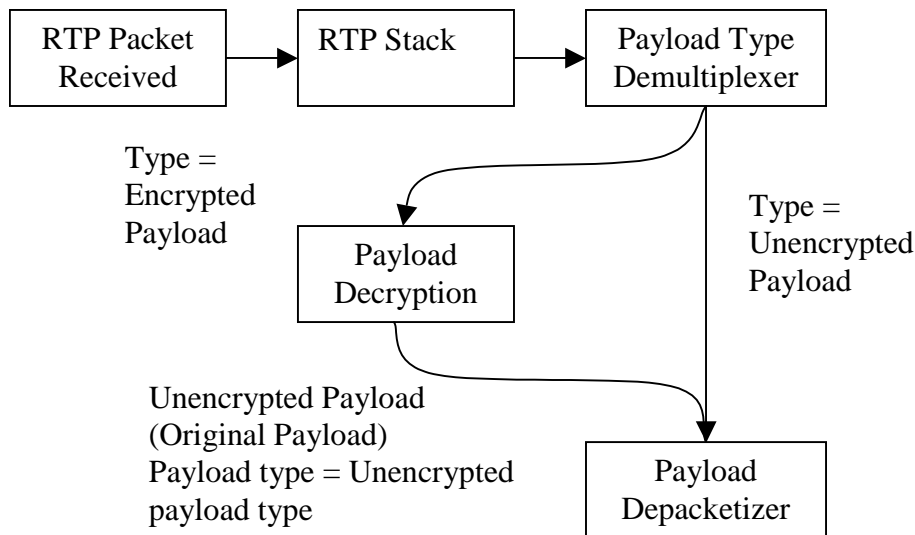 RTP Packet
Received
RTP Stack
Payload Type
Demultiplexer
Type =
Encrypted
Payload
Type =
Unencrypted
Payload
Payload
Decryption
Unencrypted Payload
(Original Payload)
Payload type = Unencrypted
payload type
Payload
Depacketizer